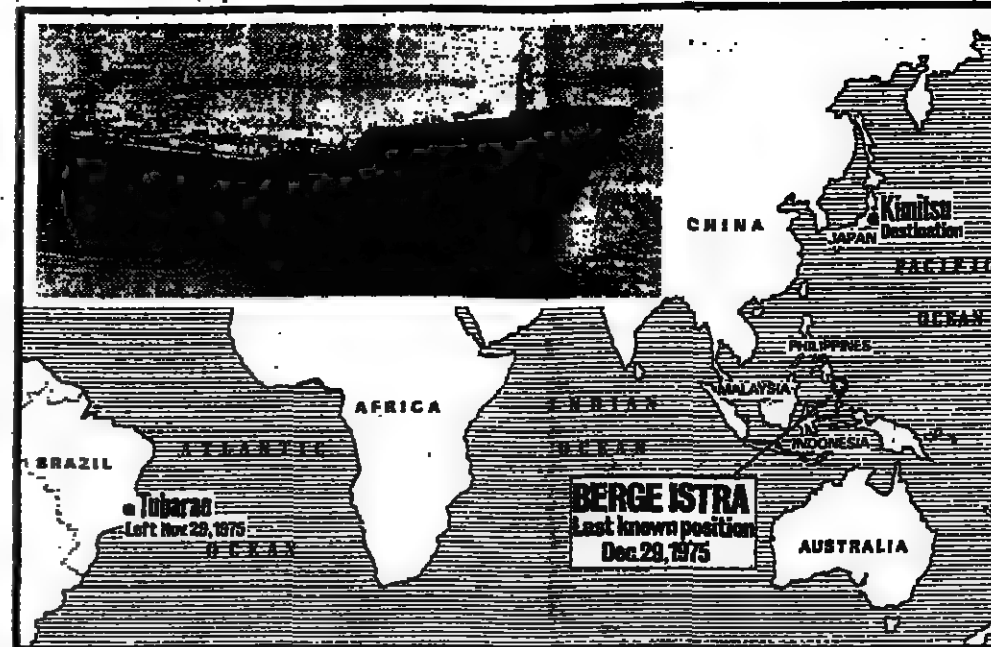 CHINA
Kimitsu
Destination
JAPAN
PACIFIC
OCEAN
PHILIPPINES
MALAYSIA
INDONESIA
AFRICA
INDIAN
OCEAN
ATLANTIC
OCEAN
BRAZIL
Tubarao
Left Nov 29, 1975
BERGE ISTRA
Last known position
Dec. 29, 1975
AUSTRALIA